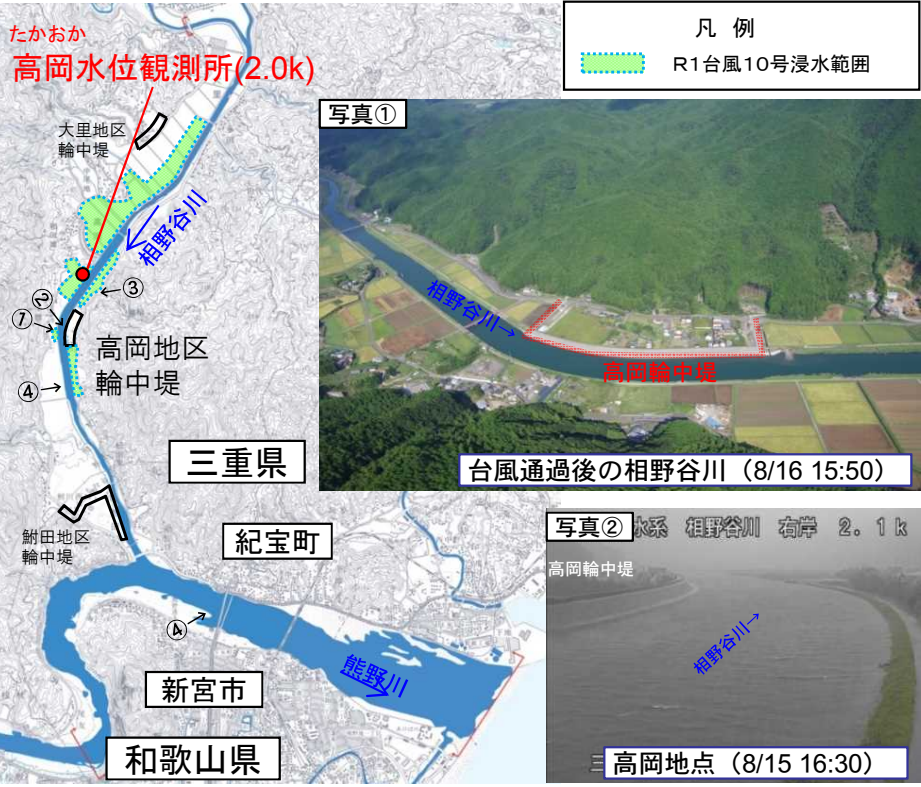 たかおか
高岡水位観測所(2.0k)
凡 例
R1台風10号浸水範囲
大里地区
輪中堤
相野谷川
③
②
①
高岡地区
輪中堤
④
三重県
鮒田地区
輪中堤
紀宝町
④
熊野川
新宮市
和歌山県
写真①
相野谷川→
高岡輪中堤
台風通過後の相野谷川（8/16 15:50）
写真②
水系 相野谷川 右岸 2.1k
高岡輪中堤
相野谷川→
三
高岡地点（8/15 16:30）